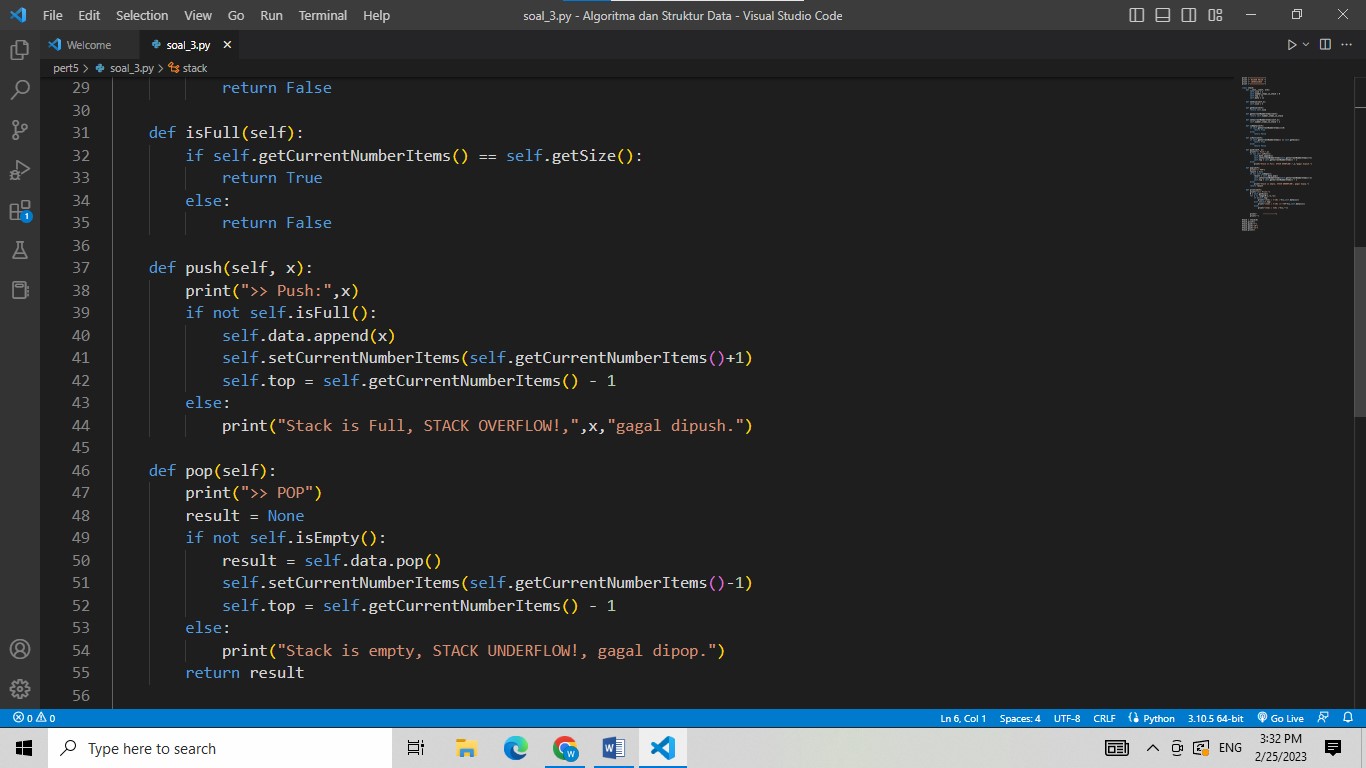 File Edit Selection View Go Run Terminal Help soal_3.py - Algoritma dan Struktur Data - Visual Studio Code
Welcome soal_3.py
pert5 > soal_3.py > stack
29 return False
30
31 def isFull(self):
32 if self.getCurrentNumberItems() == self.getSize():
33 return True
34 else:
35 return False
36
37 def push(self, x):
38 print(">> Push:",x)
39 if not self.isFull():
40 self.data.append(x)
41 self.setCurrentNumberItems(self.getCurrentNumberItems()+1)
42 self.top = self.getCurrentNumberItems() - 1
43 else:
44 print("Stack is Full, STACK OVERFLOW!,",x,"gagal dipush.")
45
46 def pop(self):
47 print(">> POP")
48 result = None
49 if not self.isEmpty():
50 result = self.data.pop()
51 self.setCurrentNumberItems(self.getCurrentNumberItems()-1)
52 self.top = self.getCurrentNumberItems() - 1
53 else:
54 print("Stack is empty, STACK UNDERFLOW!, gagal dipop.")
55 return result
56
1
0 0 Ln 6, Col 1 Spaces: 4 UTF-8 CRLF Python 3.10.5 64-bit Go Live
Type here to search ENG 3:32 PM
2/25/2023